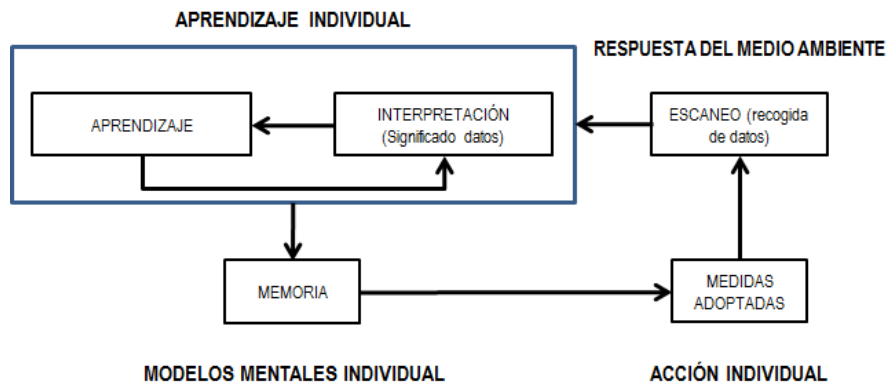 APRENDIZAJE INDIVIDUAL
RESPUESTA DEL MEDIO AMBIENTE
APRENDIZAJE
INTERPRETACIÓN
(Significado datos)
ESCANEO (recogida
de datos)
MEMORIA
MEDIDAS
ADOPTADAS
MODELOS MENTALES INDIVIDUAL
ACCIÓN INDIVIDUAL